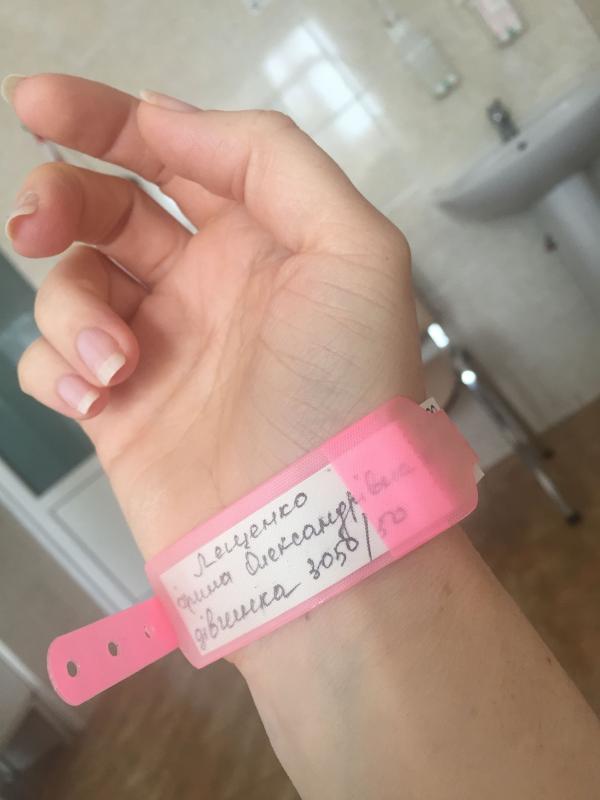 Лещенко
Ірина Олександрівна
дівчинка 3050/50